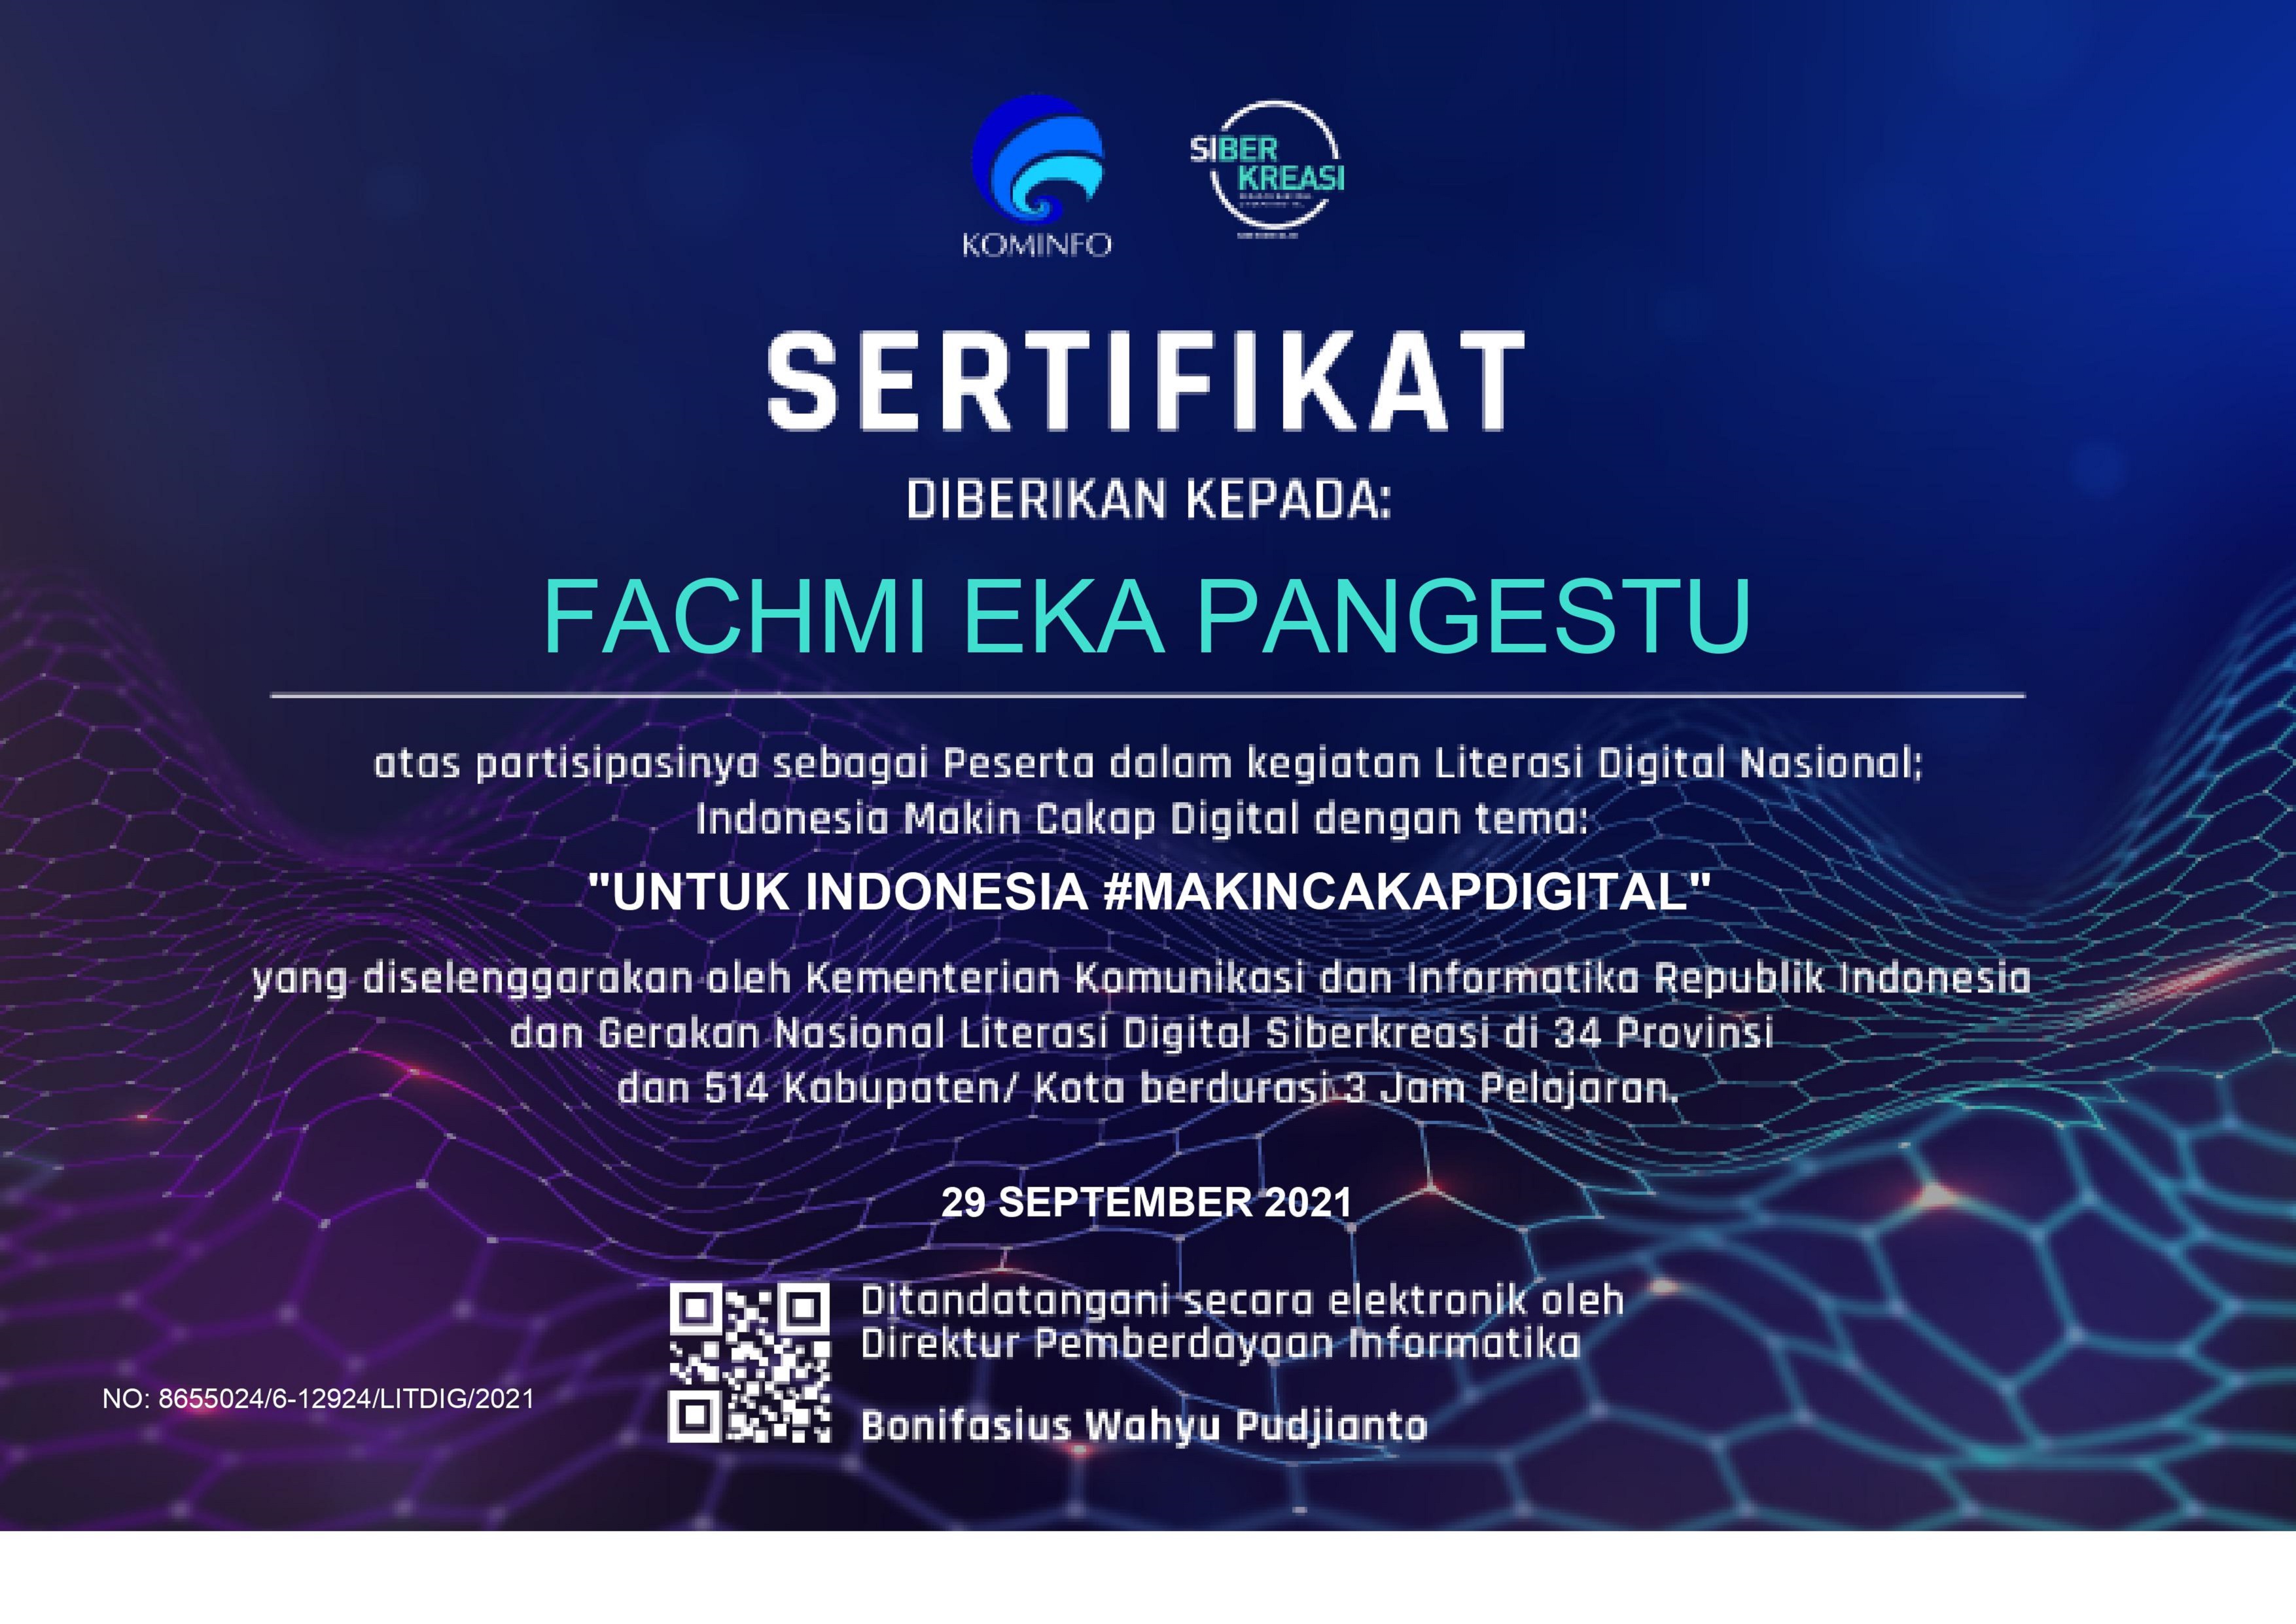 KOMINFO
SIBER
KREASI
SERTIFIKAT
DIBERIKAN KEPADA:
FACHMI EKA PANGESTU
atas partisipasinya sebagai Peserta dalam kegiatan Literasi Digital Nasional;
Indonesia Makin Cakap Digital dengan tema:
"UNTUK INDONESIA #MAKINCAKAPDIGITAL"
yang diselenggarakan oleh Kementerian Komunikasi dan Informatika Republik Indonesia
dan Gerakan Nasional Literasi Digital Siberkreasi di 34 Provinsi
dan 514 Kabupaten/ Kota berdurasi 3 Jam Pelajaran.
29 SEPTEMBER 2021
Ditandatangani secara elektronik oleh
Direktur Pemberdayaan Informatika
Bonifasius Wahyu Pudjianto
NO: 8655024/6-12924/LITDIG/2021